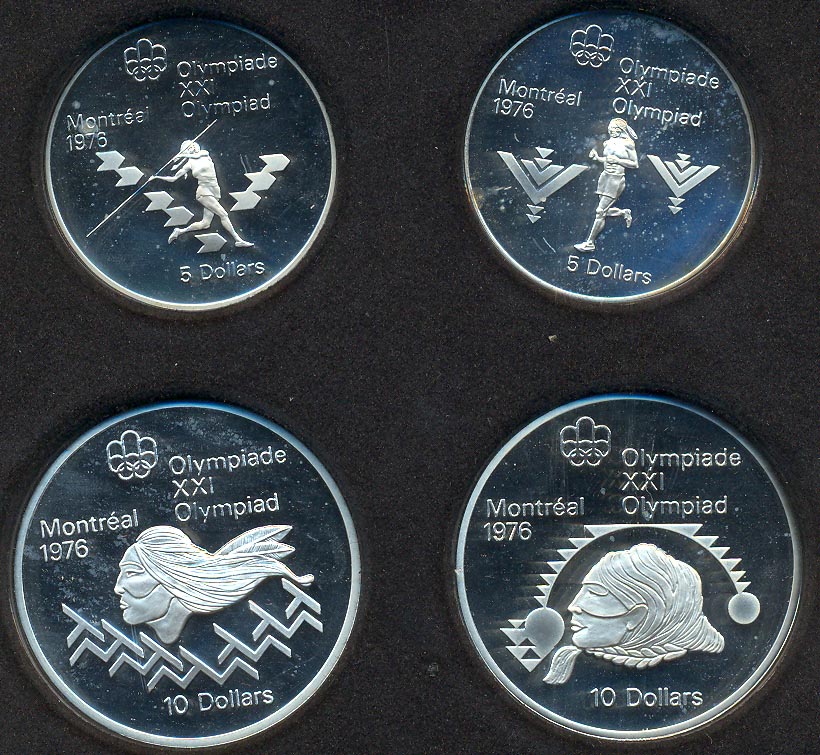 Olympiade
XXI
Olympiad
Montréal
1976
5 Dollars
Olympiade
XXI
Olympiad
Montréal
1976
5 Dollars
Olympiade
XXI
Olympiad
Montréal
1976
10 Dollars
Olympiade
XXI
Olympiad
Montréal
1976
10 Dollars